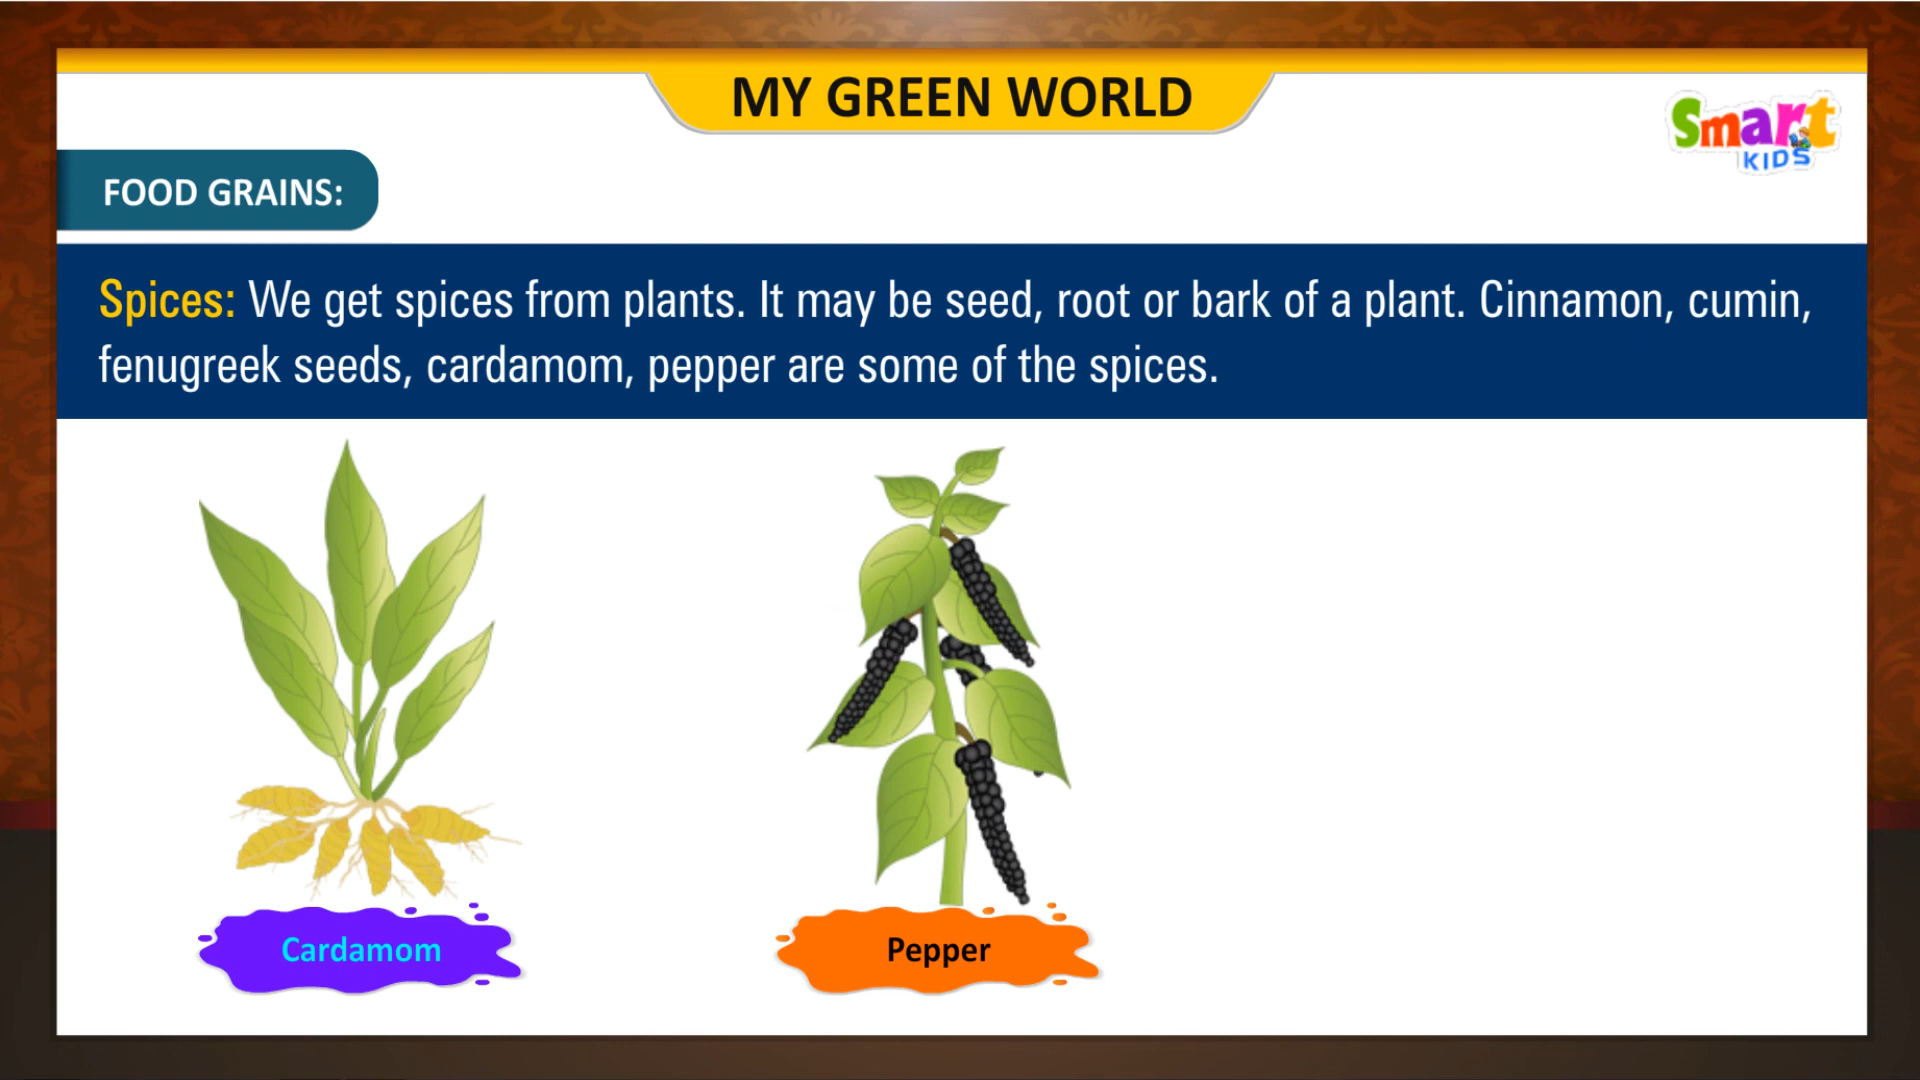 MY GREEN WORLD
Smart
KIDS
FOOD GRAINS:
Spices: We get spices from plants. It may be seed, root or bark of a plant. Cinnamon, cumin,
fenugreek seeds, cardamom, pepper are some of the spices.
Cardamom
Pepper